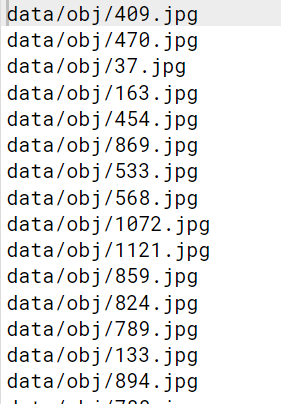 data/obj/409.jpg
data/obj/470.jpg
data/obj/37.jpg
data/obj/163.jpg
data/obj/454.jpg
data/obj/869.jpg
data/obj/533.jpg
data/obj/568.jpg
data/obj/1072.jpg
data/obj/1121.jpg
data/obj/859.jpg
data/obj/824.jpg
data/obj/789.jpg
data/obj/133.jpg
data/obj/894.jpg